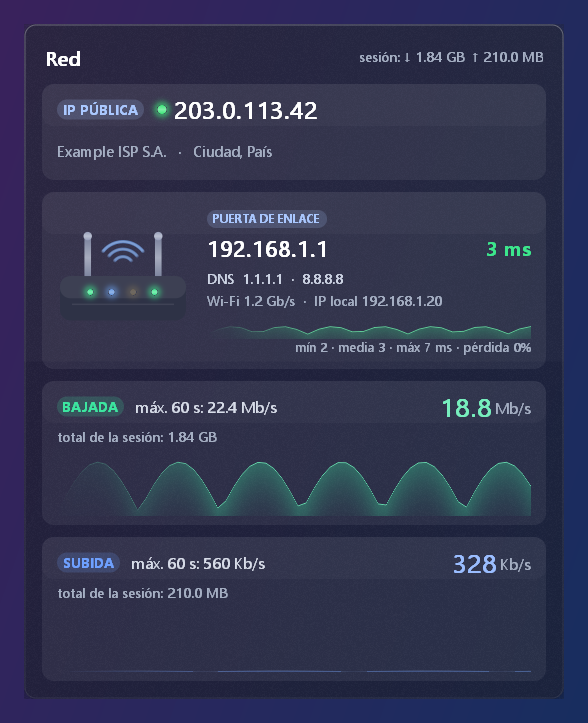 Red
sesión: ↓ 1.84 GB ↑ 210.0 MB
IP PÚBLICA 203.0.113.42
Example ISP S.A. · Ciudad, País
PUERTA DE ENLACE
192.168.1.1 3 ms
DNS 1.1.1.1 · 8.8.8.8
Wi-Fi 1.2 Gb/s · IP local 192.168.1.20
mín 2 · media 3 · máx 7 ms · pérdida 0%
BAJADA máx. 60 s: 22.4 Mb/s 18.8 Mb/s
total de la sesión: 1.84 GB
SUBIDA máx. 60 s: 560 Kb/s 328 Kb/s
total de la sesión: 210.0 MB